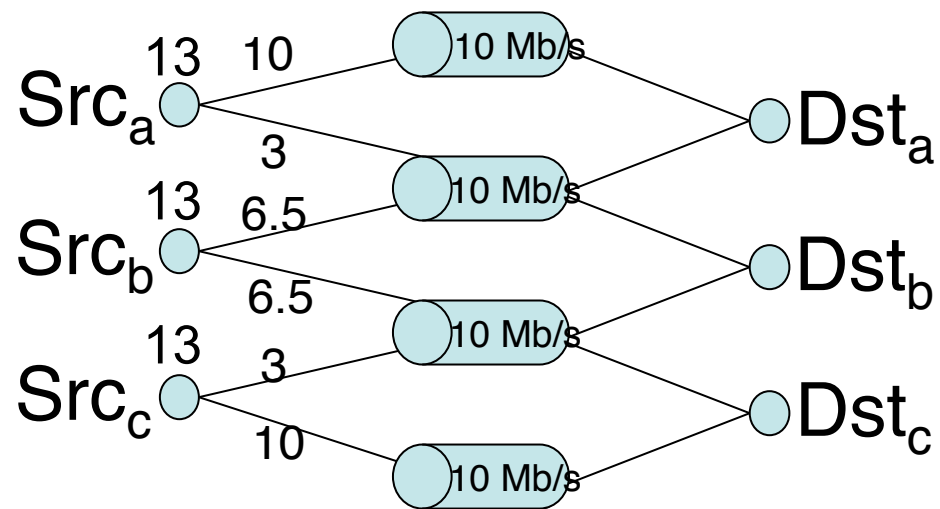 10 Mb/s
13 10
Src_a
Dst_a
3
10 Mb/s
13 6.5
Src_b
Dst_b
6.5
10 Mb/s
13 3
Src_c
Dst_c
10
10 Mb/s